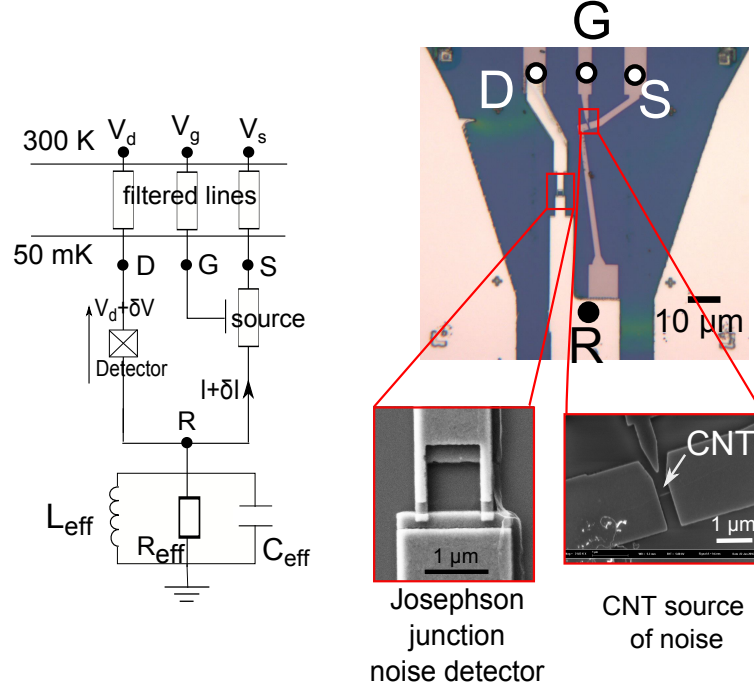 300 K
V_d
V_g
V_s
filtered lines
50 mK
D
G
S
V_d+δV
source
Detector
I+δI
R
L_eff
R_eff
C_eff
G
D
S
R
10 µm
1 µm
Josephson
junction
noise detector
CNT
1 µm
CNT source
of noise